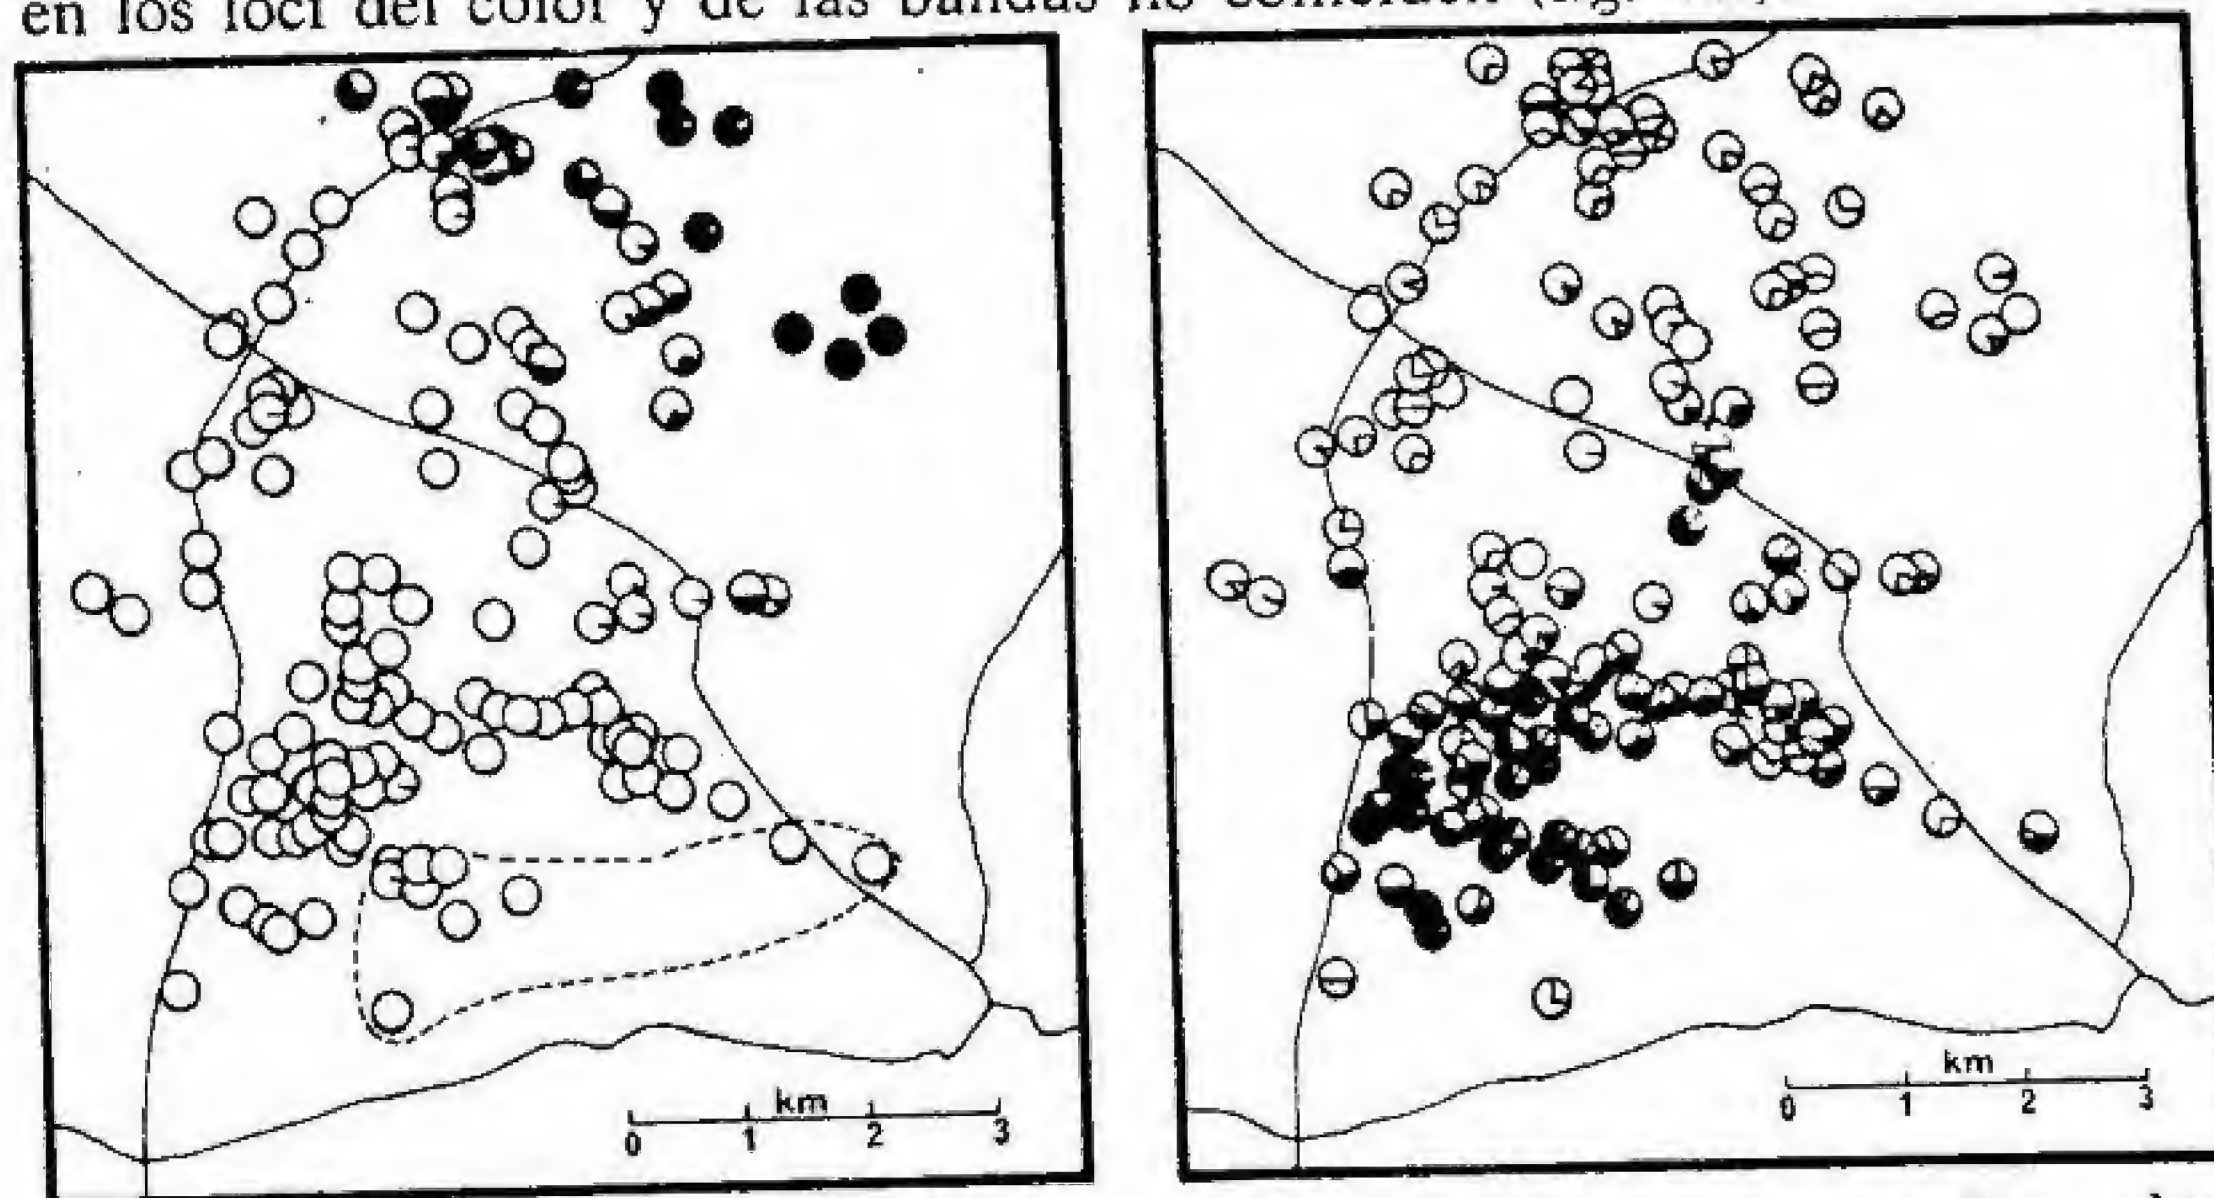 en los loci del color y de las bandas no coinciden
km
0 1 2 3
km
0 1 2 3